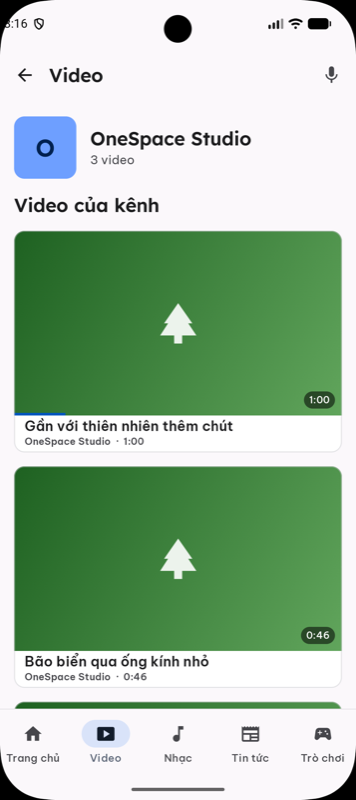 :16
Video
O
OneSpace Studio
3 video
Video của kênh
1:00
Gần với thiên nhiên thêm chút
OneSpace Studio · 1:00
0:46
Bão biển qua ống kính nhỏ
OneSpace Studio · 0:46
Trang chủ
Video
Nhạc
Tin tức
Trò chơi